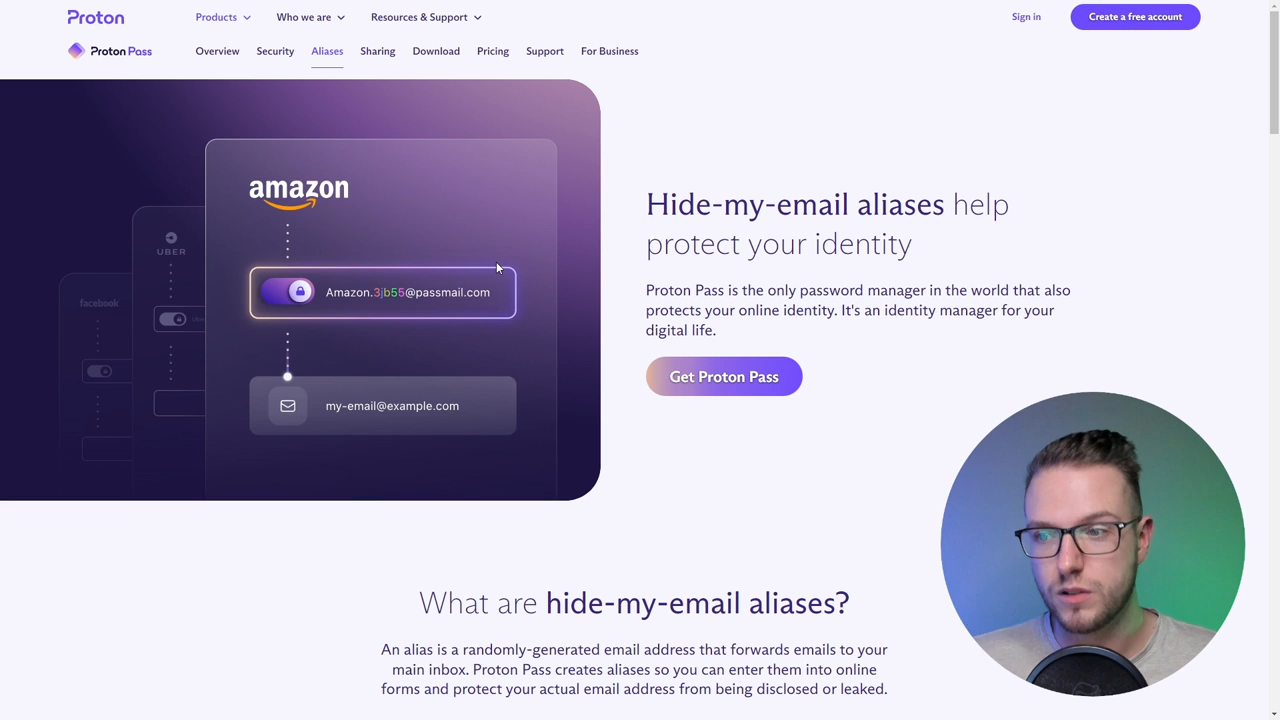 Proton
Products
Who we are
Resources & Support
Sign in
Create a free account
Proton Pass
Overview
Security
Aliases
Sharing
Download
Pricing
Support
For Business
amazon
UBER
facebook
Amazon.3jb55@passmail.com
my-email@example.com
Hide-my-email aliases help
protect your identity
Proton Pass is the only password manager in the world that also
protects your online identity. It's an identity manager for your
digital life.
Get Proton Pass
What are hide-my-email aliases?
An alias is a randomly-generated email address that forwards emails to your
main inbox. Proton Pass creates aliases so you can enter them into online
forms and protect your actual email address from being disclosed or leaked.